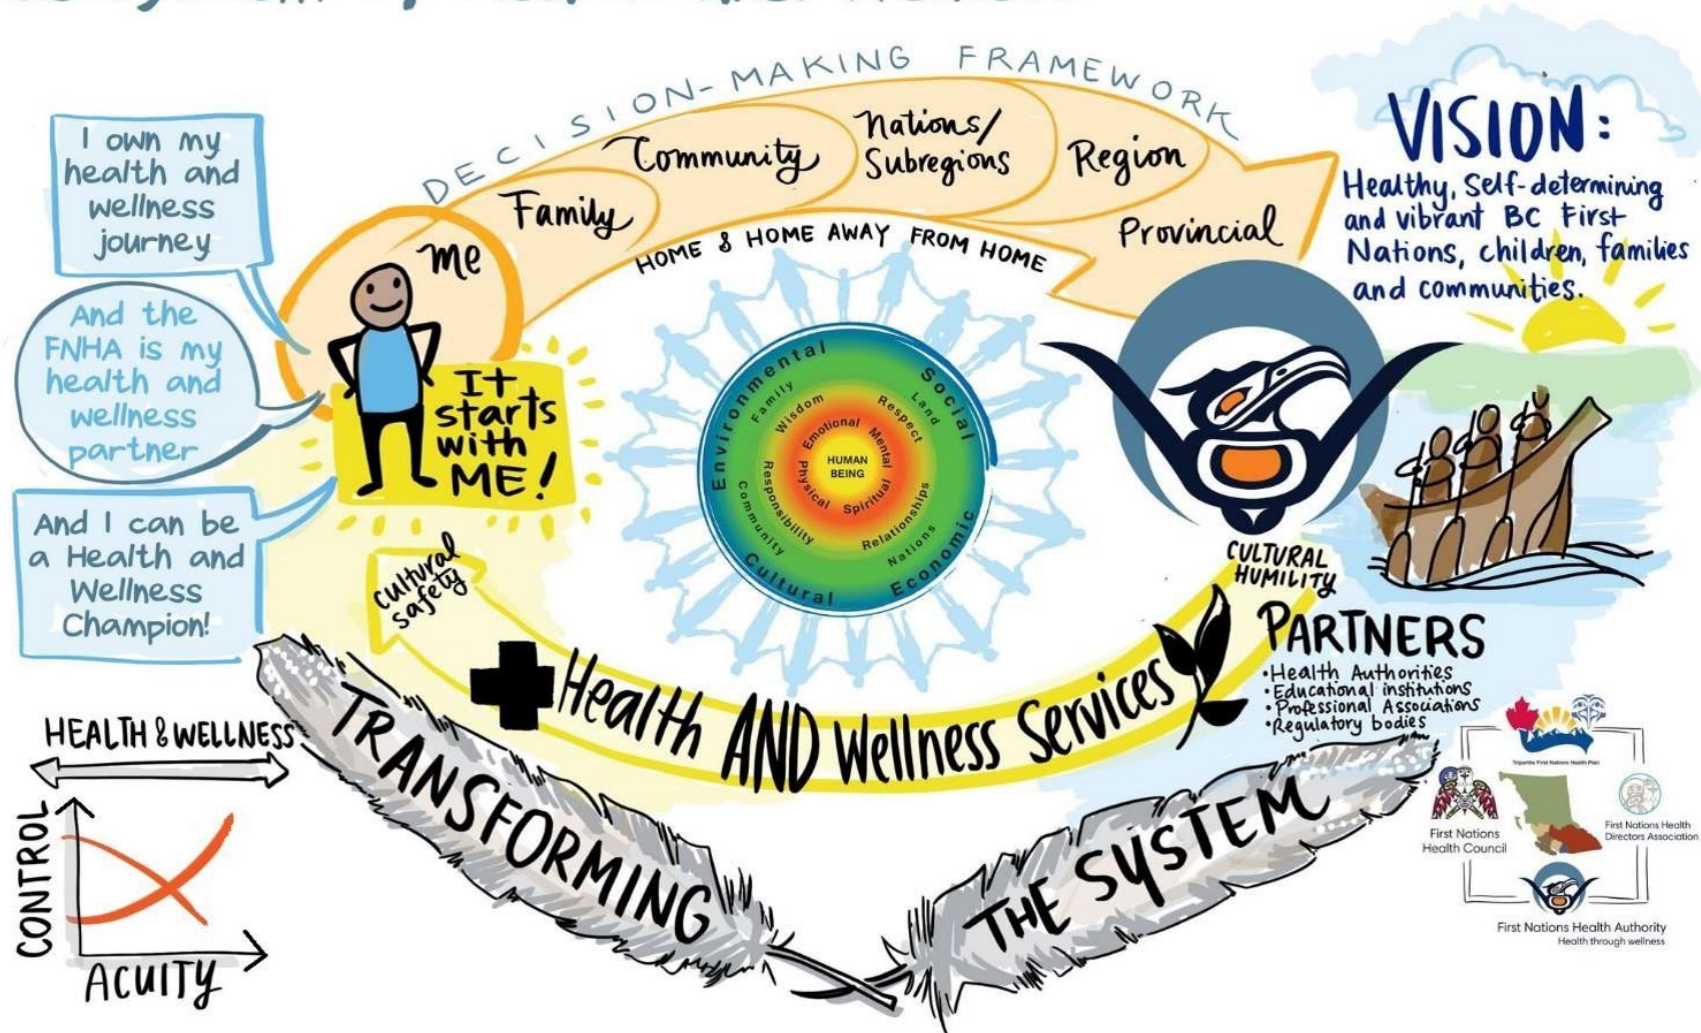 DECISION-MAKING FRAMEWORK
me
Family
Community
Nations/
Subregions
Region
Provincial
HOME & HOME AWAY FROM HOME
I own my
health and
wellness
journey
And the
FNHA is my
health and
wellness
partner
And I can be
a Health and
Wellness
Champion!
It
starts
with
ME!
VISION:
Healthy, Self-determining
and vibrant BC First
Nations, children, families
and communities.
Environmental
Social
Economic
Cultural
Family
Land
Nations
Community
Wisdom
Respect
Relationships
Responsibility
Emotional
Mental
Spiritual
Physical
HUMAN
BEING
cultural
safety
Health AND Wellness Services
CULTURAL
HUMILITY
PARTNERS
•Health Authorities
•Educational institutions
•Professional Associations
•Regulatory bodies
HEALTH & WELLNESS
CONTROL
ACUITY
TRANSFORMING
THE SYSTEM
Tripartite First Nations Health Plan
First Nations
Health Council
First Nations Health
Directors Association
First Nations Health Authority
Health through wellness